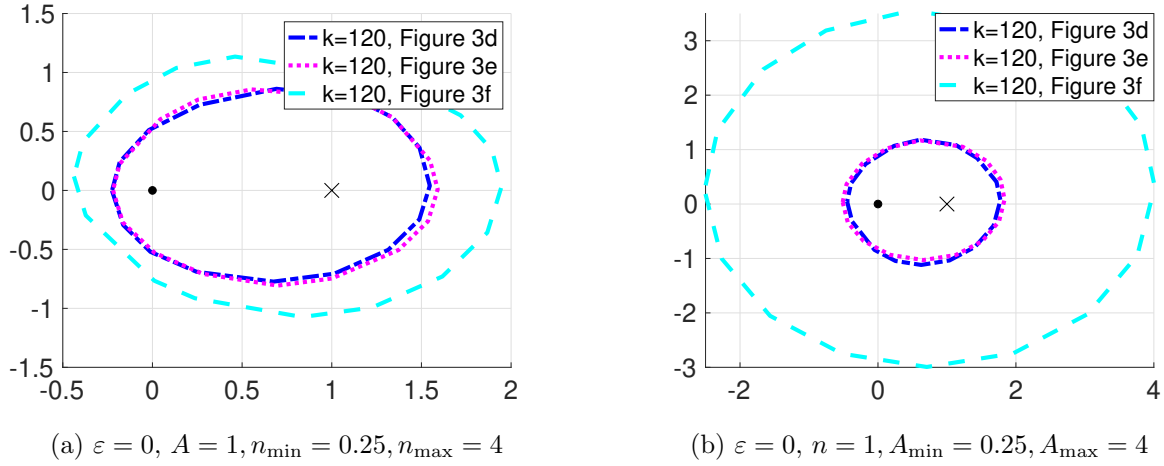 1.5
1
0.5
0
-0.5
-1
-1.5
-0.5 0 0.5 1 1.5 2
k=120, Figure 3d
k=120, Figure 3e
k=120, Figure 3f
(a) ε = 0, A = 1, n_min = 0.25, n_max = 4
3
2
1
0
-1
-2
-3
-2 0 2 4
k=120, Figure 3d
k=120, Figure 3e
k=120, Figure 3f
(b) ε = 0, n = 1, A_min = 0.25, A_max = 4